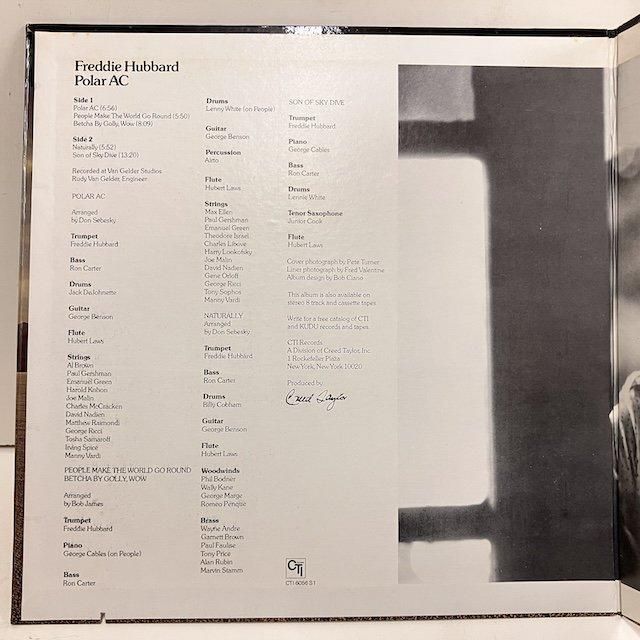 Freddie Hubbard
Polar AC
Side 1
Polar AC (6:56)
People Make The World Go Round (5:50)
Betcha By Golly, Wow (8:09)
Side 2
Naturally (5:52)
Son of Sky Dive (13:20)
Recorded at Van Gelder Studios
Rudy Van Gelder, Engineer
POLAR AC
Arranged
by Don Sebesky
Trumpet
Freddie Hubbard
Bass
Ron Carter
Drums
Jack DeJohnette
Guitar
George Benson
Flute
Hubert Laws
Strings
Al Brown
Paul Gershman
Emanuel Green
Harold Kohon
Joe Malin
Charles McCracken
David Nadien
Matthew Raimondi
George Ricci
Tosha Samaroff
Irving Spice
Manny Vardi
PEOPLE MAKE THE WORLD GO ROUND
BETCHA BY GOLLY, WOW
Arranged
by Bob James
Trumpet
Freddie Hubbard
Piano
George Cables (on People)
Bass
Ron Carter
Drums
Lenny White (on People)
Guitar
George Benson
Percussion
Airto
Flute
Hubert Laws
Strings
Max Ellen
Paul Gershman
Emanuel Green
Theodore Israel
Charles Libove
Harry Lookofsky
Joe Malin
David Nadien
Gene Orloff
George Ricci
Tony Sophos
Manny Vardi
NATURALLY
Arranged
by Don Sebesky
Trumpet
Freddie Hubbard
Bass
Ron Carter
Drums
Billy Cobham
Guitar
George Benson
Flute
Hubert Laws
Woodwinds
Phil Bodner
Wally Kane
George Marge
Romeo Penque
Brass
Wayne Andre
Garnett Brown
Paul Faulise
Tony Price
Alan Rubin
Marvin Stamm
SON OF SKY DIVE
Trumpet
Freddie Hubbard
Piano
George Cables
Bass
Ron Carter
Drums
Lennie White
Tenor Saxophone
Junior Cook
Flute
Hubert Laws
Cover photograph by Pete Turner
Liner photograph by Fred Valentine
Album design by Bob Ciano
This album is also available on
stereo 8 track and cassette tapes.
Write for a free catalog of CTI
and KUDU records and tapes.
CTI Records
A Division of Creed Taylor, Inc.
1 Rockefeller Plaza
New York, New York 10020
Produced by
Creed Taylor
CTI
CTI 6056 S1